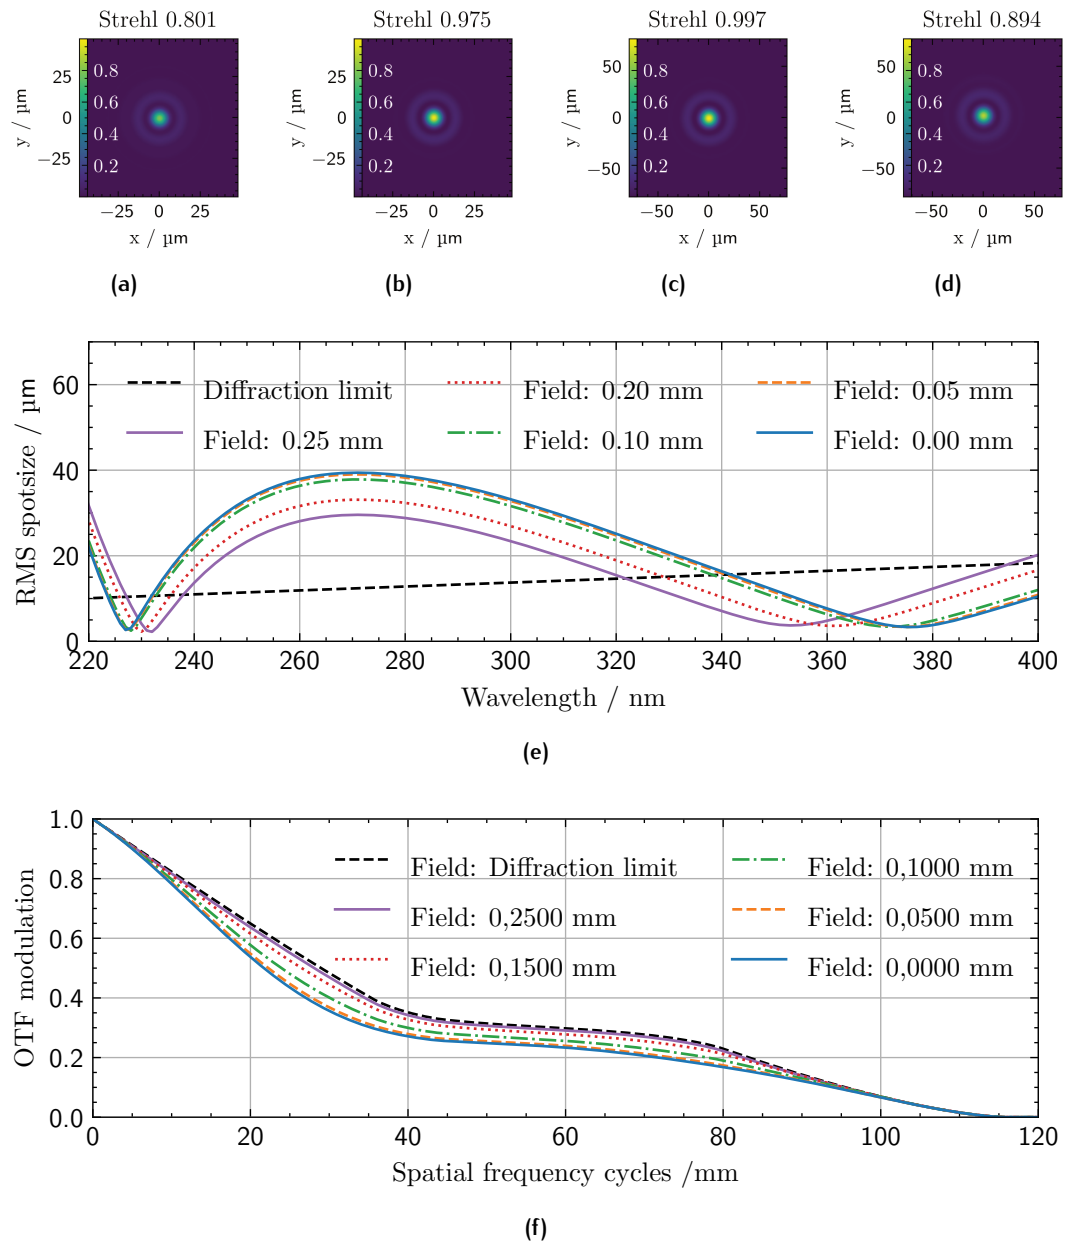 Strehl 0.801 Strehl 0.975 Strehl 0.997 Strehl 0.894
y / µm 25 0 −25 0.8 0.6 0.4 0.2
−25 0 25
x / µm
y / µm 25 0 −25 0.8 0.6 0.4 0.2
−25 0 25
x / µm
y / µm 50 0 −50 0.8 0.6 0.4 0.2
−50 0 50
x / µm
y / µm 50 0 −50 0.8 0.6 0.4 0.2
−50 0 50
x / µm
(a) (b) (c) (d)
RMS spotsize / µm
60
40
20
0
Diffraction limit Field: 0.20 mm Field: 0.05 mm
Field: 0.25 mm Field: 0.10 mm Field: 0.00 mm
220 240 260 280 300 320 340 360 380 400
Wavelength / nm
(e)
OTF modulation
1.0
0.8
0.6
0.4
0.2
0.0
Field: Diffraction limit Field: 0,1000 mm
Field: 0,2500 mm Field: 0,0500 mm
Field: 0,1500 mm Field: 0,0000 mm
0 20 40 60 80 100 120
Spatial frequency cycles /mm
(f)